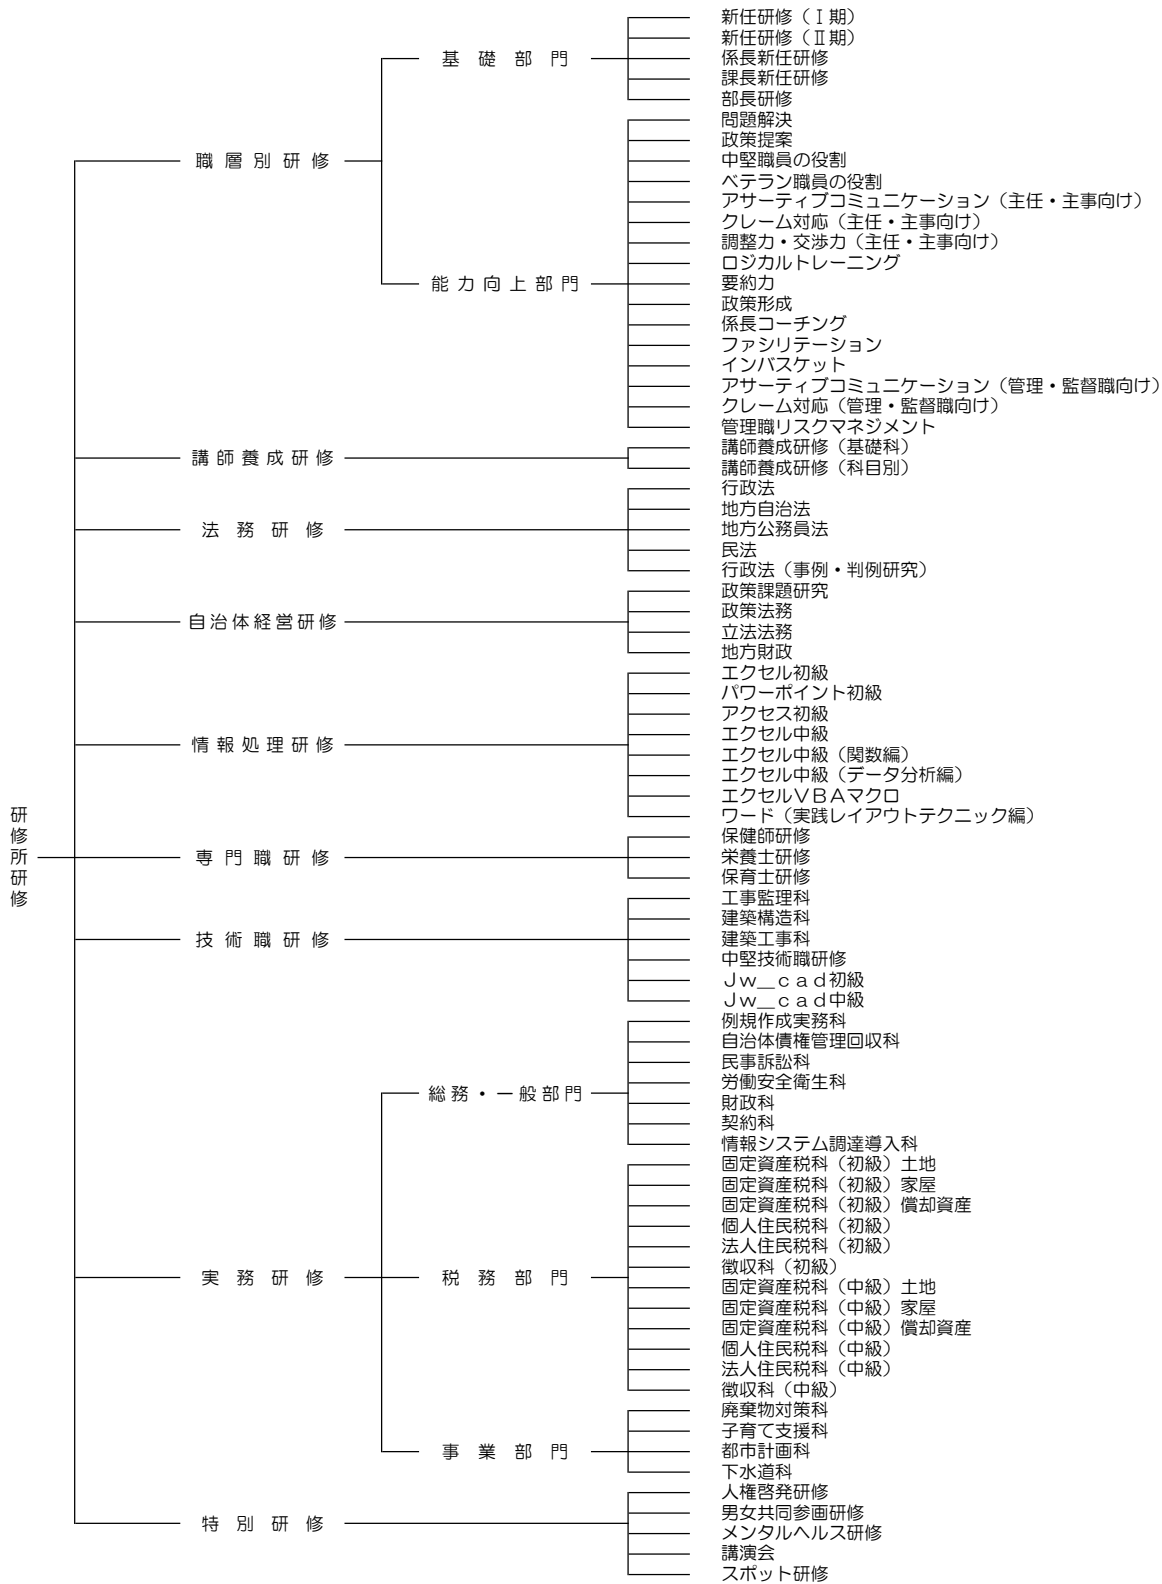 研修所研修
職層別研修
基礎部門
新任研修（Ⅰ期）
新任研修（Ⅱ期）
係長新任研修
課長新任研修
部長研修
能力向上部門
問題解決
政策提案
中堅職員の役割
ベテラン職員の役割
アサーティブコミュニケーション（主任・主事向け）
クレーム対応（主任・主事向け）
調整力・交渉力（主任・主事向け）
ロジカルトレーニング
要約力
政策形成
係長コーチング
ファシリテーション
インバスケット
アサーティブコミュニケーション（管理・監督職向け）
クレーム対応（管理・監督職向け）
管理職リスクマネジメント
講師養成研修
講師養成研修（基礎科）
講師養成研修（科目別）
法務研修
行政法
地方自治法
地方公務員法
民法
行政法（事例・判例研究）
自治体経営研修
政策課題研究
政策法務
立法法務
地方財政
情報処理研修
エクセル初級
パワーポイント初級
アクセス初級
エクセル中級
エクセル中級（関数編）
エクセル中級（データ分析編）
エクセルＶＢＡマクロ
ワード（実践レイアウトテクニック編）
専門職研修
保健師研修
栄養士研修
保育士研修
技術職研修
工事監理科
建築構造科
建築工事科
中堅技術職研修
Ｊｗ＿ｃａｄ初級
Ｊｗ＿ｃａｄ中級
実務研修
総務・一般部門
例規作成実務科
自治体債権管理回収科
民事訴訟科
労働安全衛生科
財政科
契約科
情報システム調達導入科
税務部門
固定資産税科（初級）土地
固定資産税科（初級）家屋
固定資産税科（初級）償却資産
個人住民税科（初級）
法人住民税科（初級）
徴収科（初級）
固定資産税科（中級）土地
固定資産税科（中級）家屋
固定資産税科（中級）償却資産
個人住民税科（中級）
法人住民税科（中級）
徴収科（中級）
事業部門
廃棄物対策科
子育て支援科
都市計画科
下水道科
特別研修
人権啓発研修
男女共同参画研修
メンタルヘルス研修
講演会
スポット研修